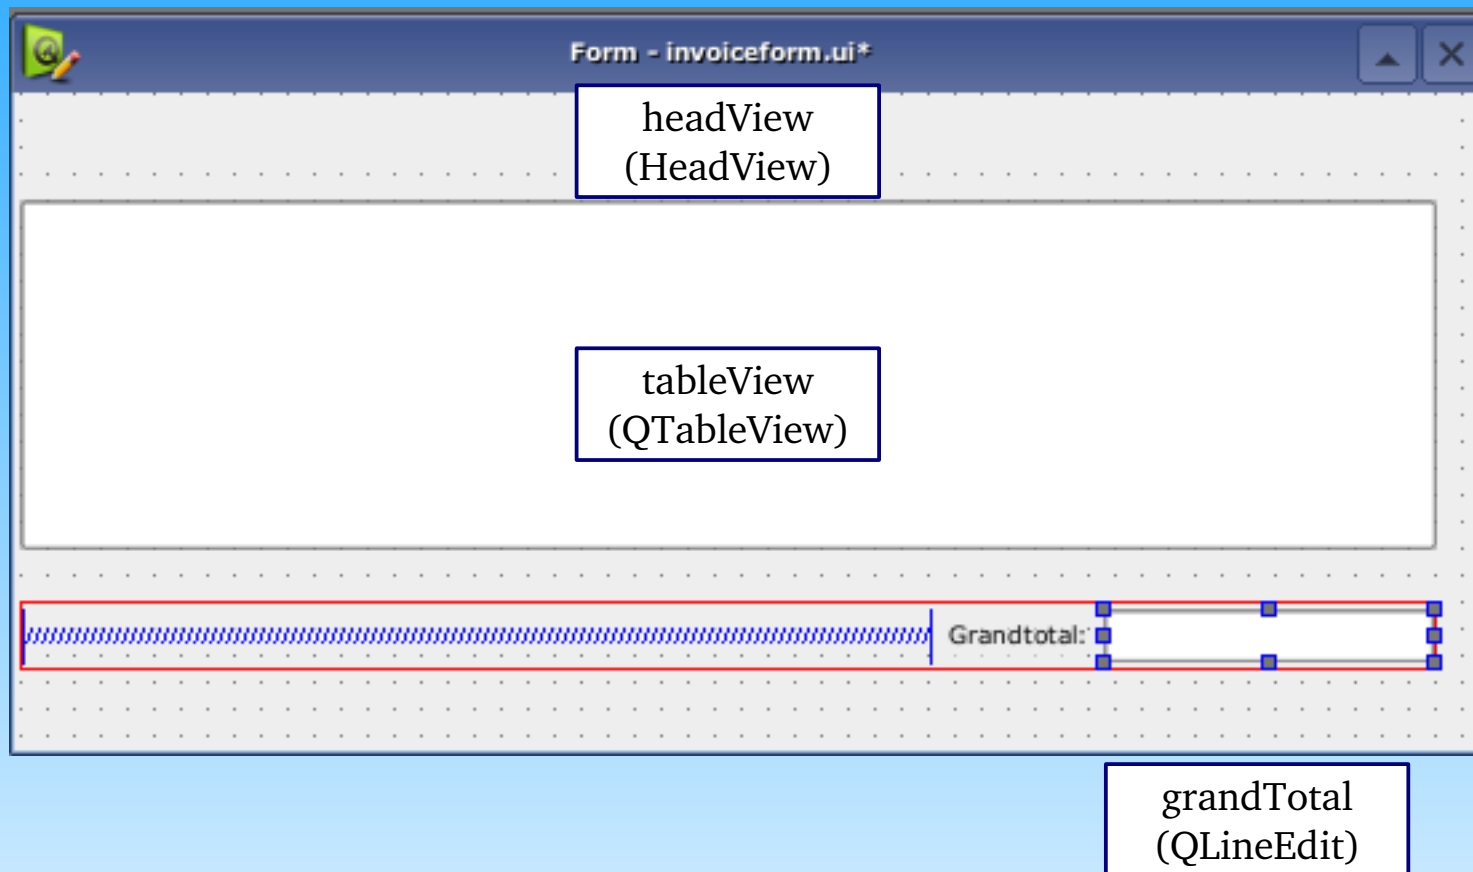 Form - invoiceform.ui*
headView
(HeadView)
tableView
(QTableView)
Grandtotal:
grandTotal
(QLineEdit)